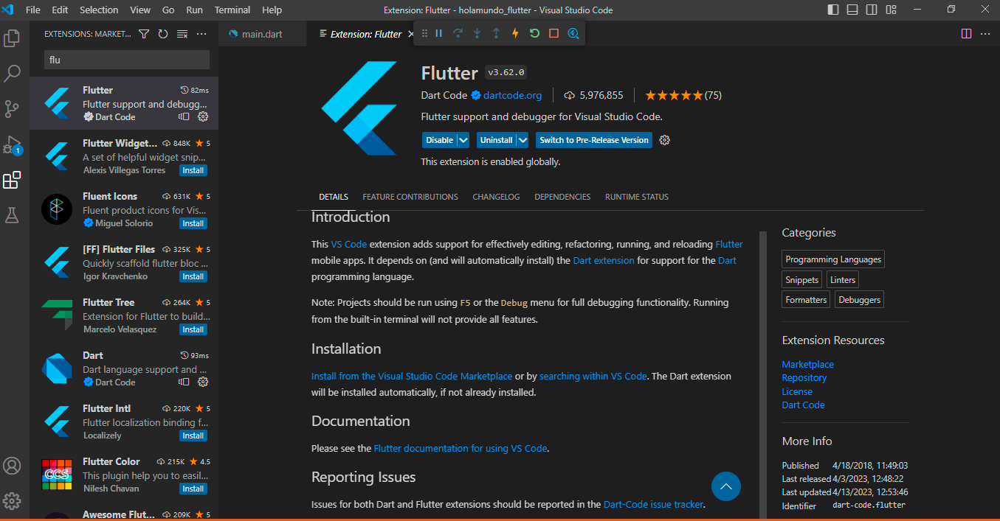 File Edit Selection View Go Run Terminal Help
Extension: Flutter - holamundo_flutter - Visual Studio Code
EXTENSIONS: MARKET...
flu
Flutter 82ms
Flutter support and debugg...
Dart Code
Flutter Widget... 848K 5
A set of helpful widget snip...
Alexis Villegas Torres Install
Fluent Icons 631K 5
Fluent product icons for Vis...
Miguel Solorio Install
[FF] Flutter Files 325K 5
Quickly scaffold flutter bloc ...
Igor Kravchenko Install
Flutter Tree 264K 5
Extension for Flutter to build...
Marcelo Velasquez Install
Dart 93ms
Dart language support and ...
Dart Code
Flutter Intl 220K 5
Flutter localization binding f...
Localizely Install
Flutter Color 215K 4.5
This plugin help you to easil...
Nilesh Chavan Install
Awesome Flut... 209K 5
1
CCS
main.dart
Extension: Flutter
Flutter v3.62.0
Dart Code dartcode.org 5,976,855 (75)
Flutter support and debugger for Visual Studio Code.
Disable Uninstall Switch to Pre-Release Version
This extension is enabled globally.
DETAILS FEATURE CONTRIBUTIONS CHANGELOG DEPENDENCIES RUNTIME STATUS
Introduction
This VS Code extension adds support for effectively editing, refactoring, running, and reloading Flutter
mobile apps. It depends on (and will automatically install) the Dart extension for support for the Dart
programming language.
Note: Projects should be run using F5 or the Debug menu for full debugging functionality. Running
from the built-in terminal will not provide all features.
Installation
Install from the Visual Studio Code Marketplace or by searching within VS Code. The Dart extension
will be installed automatically, if not already installed.
Documentation
Please see the Flutter documentation for using VS Code.
Reporting Issues
Issues for both Dart and Flutter extensions should be reported in the Dart-Code issue tracker.
Categories
Programming Languages
Snippets Linters
Formatters Debuggers
Extension Resources
Marketplace
Repository
License
Dart Code
More Info
Published 4/18/2018, 11:49:03
Last released 4/3/2023, 12:48:22
Last updated 4/13/2023, 12:53:46
Identifier dart-code.flutter